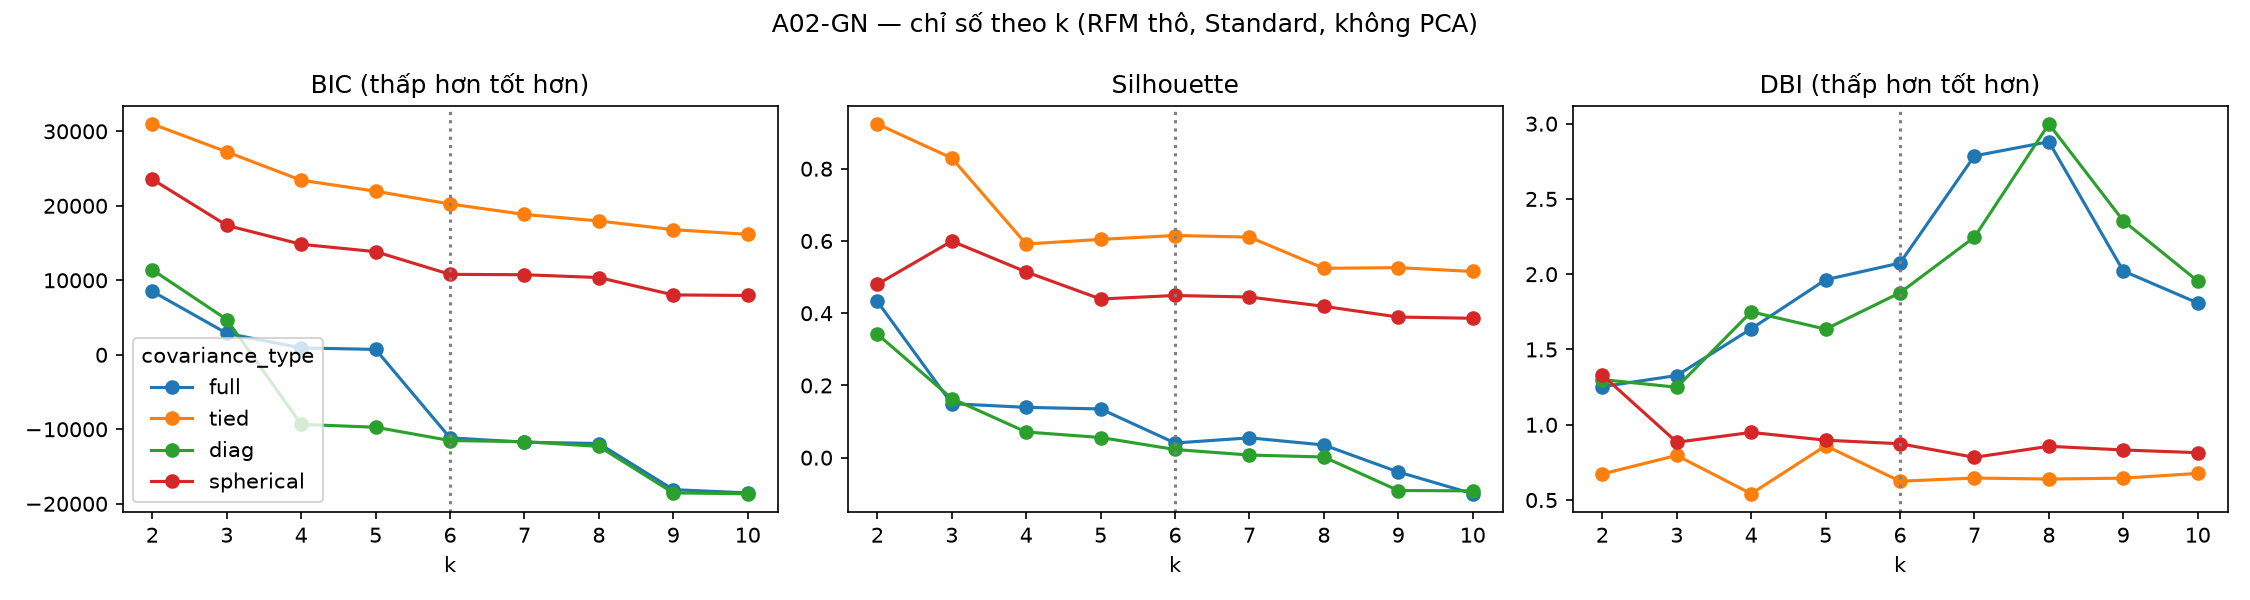 A02-GN — chỉ số theo k (RFM thô, Standard, không PCA)
BIC (thấp hơn tốt hơn)
30000
20000
10000
0
−10000
−20000
covariance_type
full
tied
diag
spherical
2 3 4 5 6 7 8 9 10
k
Silhouette
0.8
0.6
0.4
0.2
0.0
2 3 4 5 6 7 8 9 10
k
DBI (thấp hơn tốt hơn)
3.0
2.5
2.0
1.5
1.0
0.5
2 3 4 5 6 7 8 9 10
k